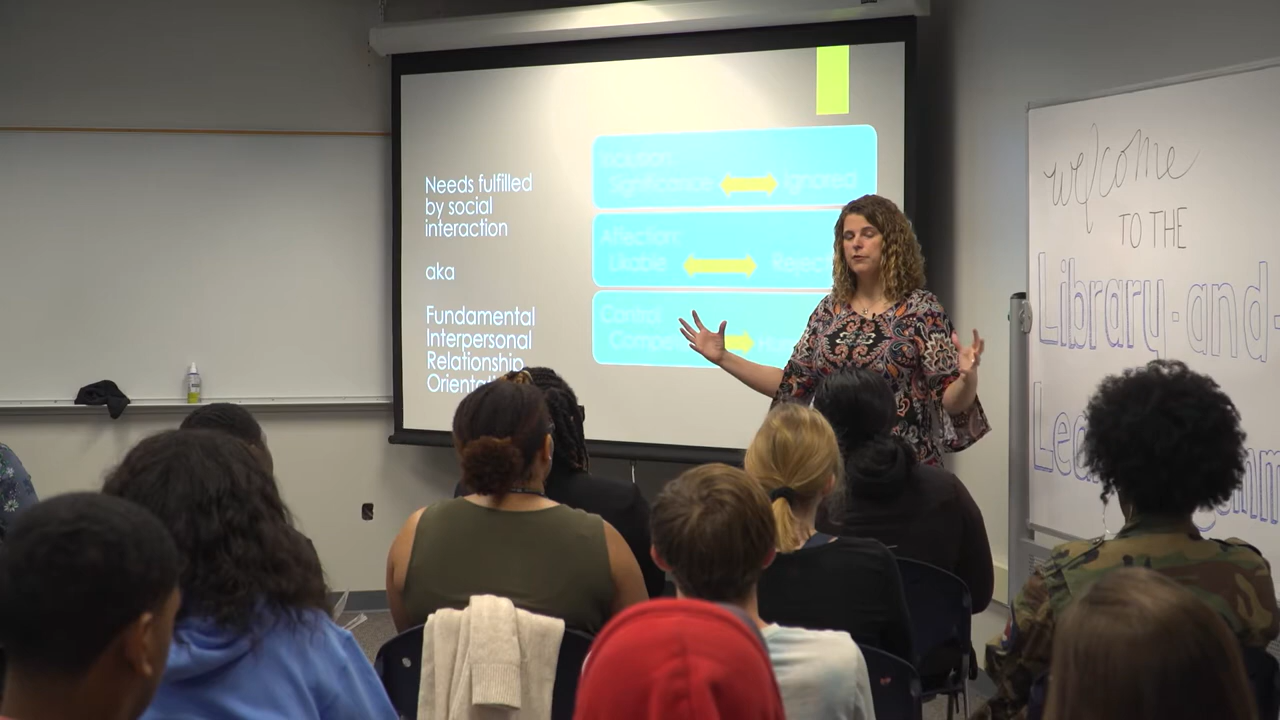 Needs fulfilled
by social
interaction
aka
Fundamental
Interpersonal
Relationship
Inclusion:
Significance Ignored
Affection:
Likable
Control:
welcome
TO THE
Library-and-